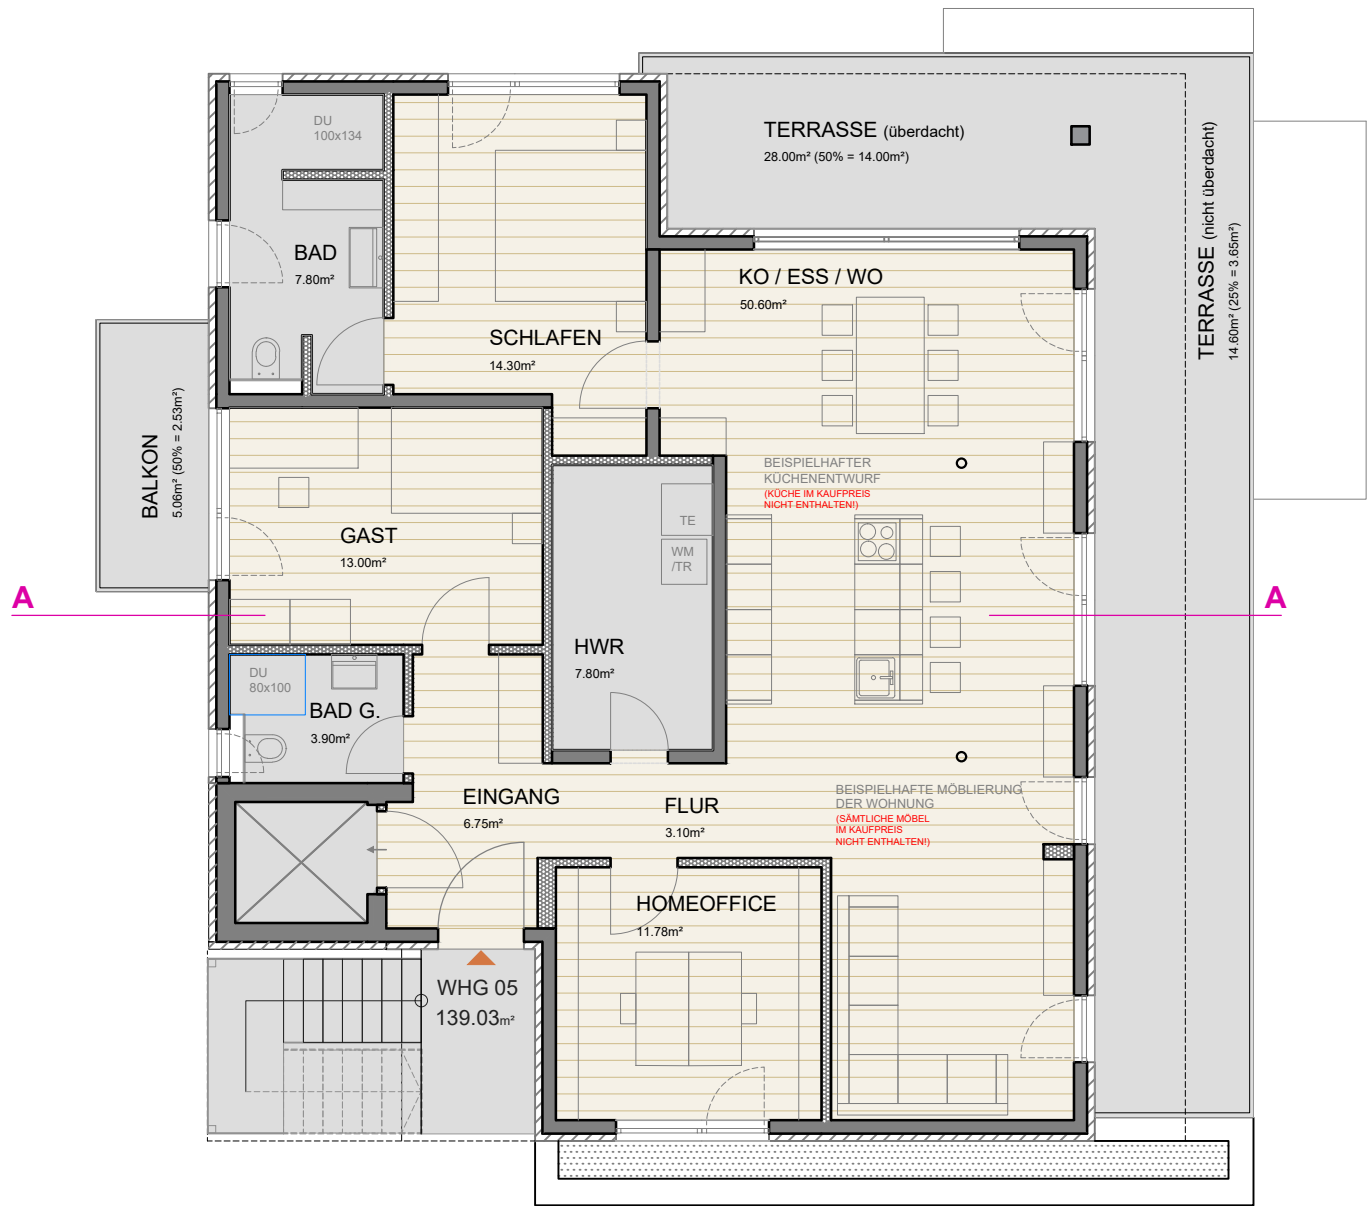 DU
100x134
TERRASSE (überdacht)
28.00m² (50% = 14.00m²)
TERRASSE (nicht überdacht)
14.60m² (25% = 3.65m²)
BAD
7.80m²
KO / ESS / WO
50.60m²
SCHLAFEN
14.30m²
BALKON
5.06m² (50% = 2.53m²)
BEISPIELHAFTER
KÜCHENENTWURF
(KÜCHE IM KAUFPREIS
NICHT ENTHALTEN!)
GAST
13.00m²
TE
WM
/TR
A
A
HWR
7.80m²
DU
80x100
BAD G.
3.90m²
EINGANG
6.75m²
FLUR
3.10m²
BEISPIELHAFTE MÖBLIERUNG
DER WOHNUNG
(SÄMTLICHE MÖBEL
IM KAUFPREIS
NICHT ENTHALTEN!)
HOMEOFFICE
11.78m²
WHG 05
139.03m²